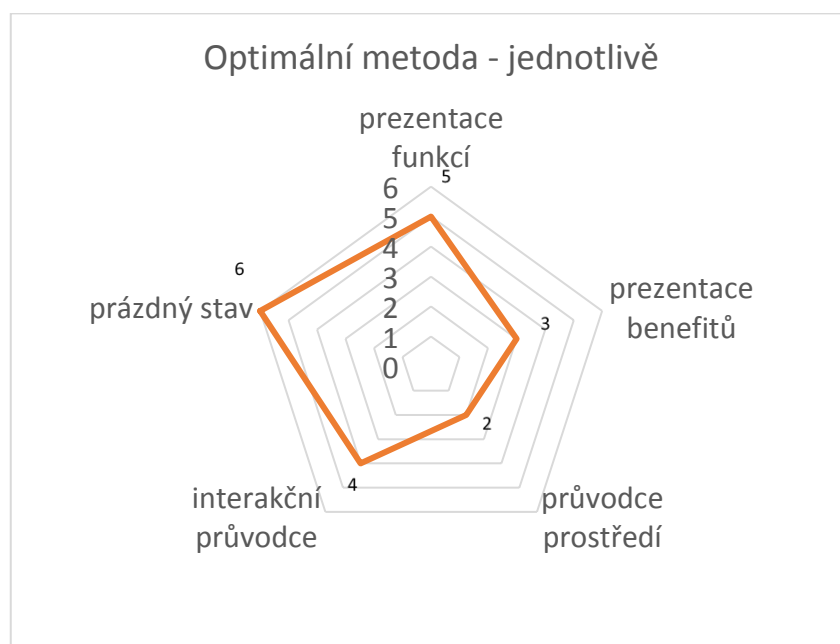 Optimální metoda - jednotlivě
prezentace
funkcí
5
6
5
4
3
2
1
0
6
prázdný stav
prezentace
benefitů
3
2
4
interakční
průvodce
průvodce
prostředí